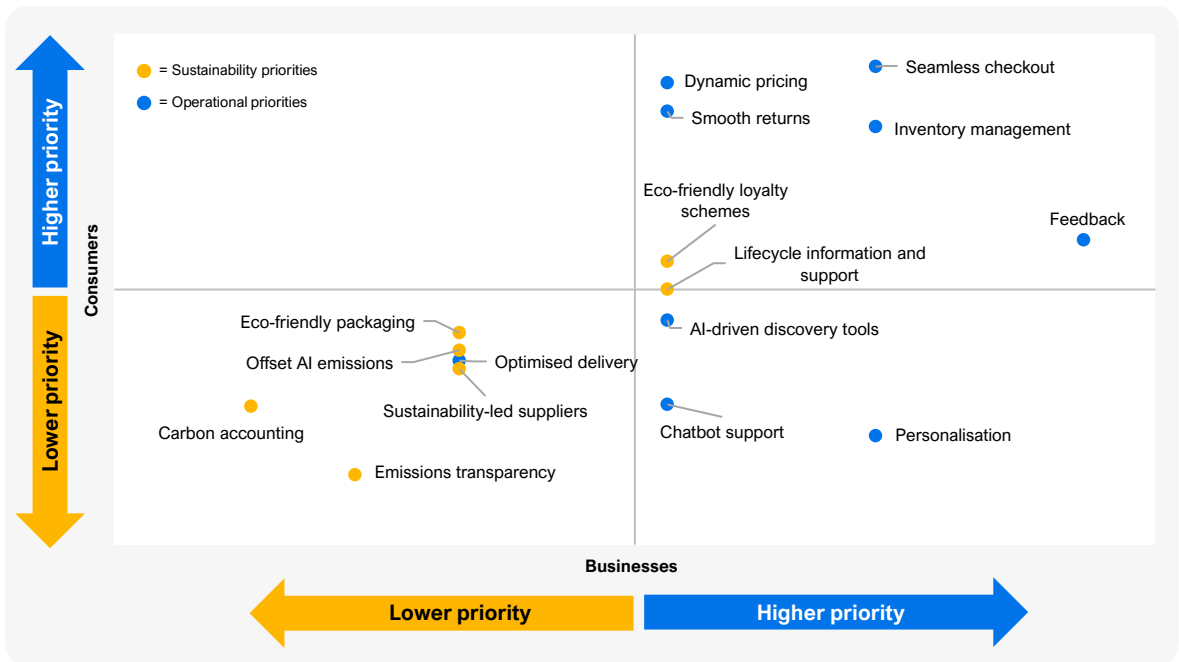 = Sustainability priorities
= Operational priorities
Higher priority
Lower priority
Consumers
Dynamic pricing
Seamless checkout
Smooth returns
Inventory management
Eco-friendly loyalty
schemes
Feedback
Lifecycle information and
support
Eco-friendly packaging
AI-driven discovery tools
Offset AI emissions
Optimised delivery
Sustainability-led suppliers
Carbon accounting
Chatbot support
Personalisation
Emissions transparency
Businesses
Lower priority
Higher priority